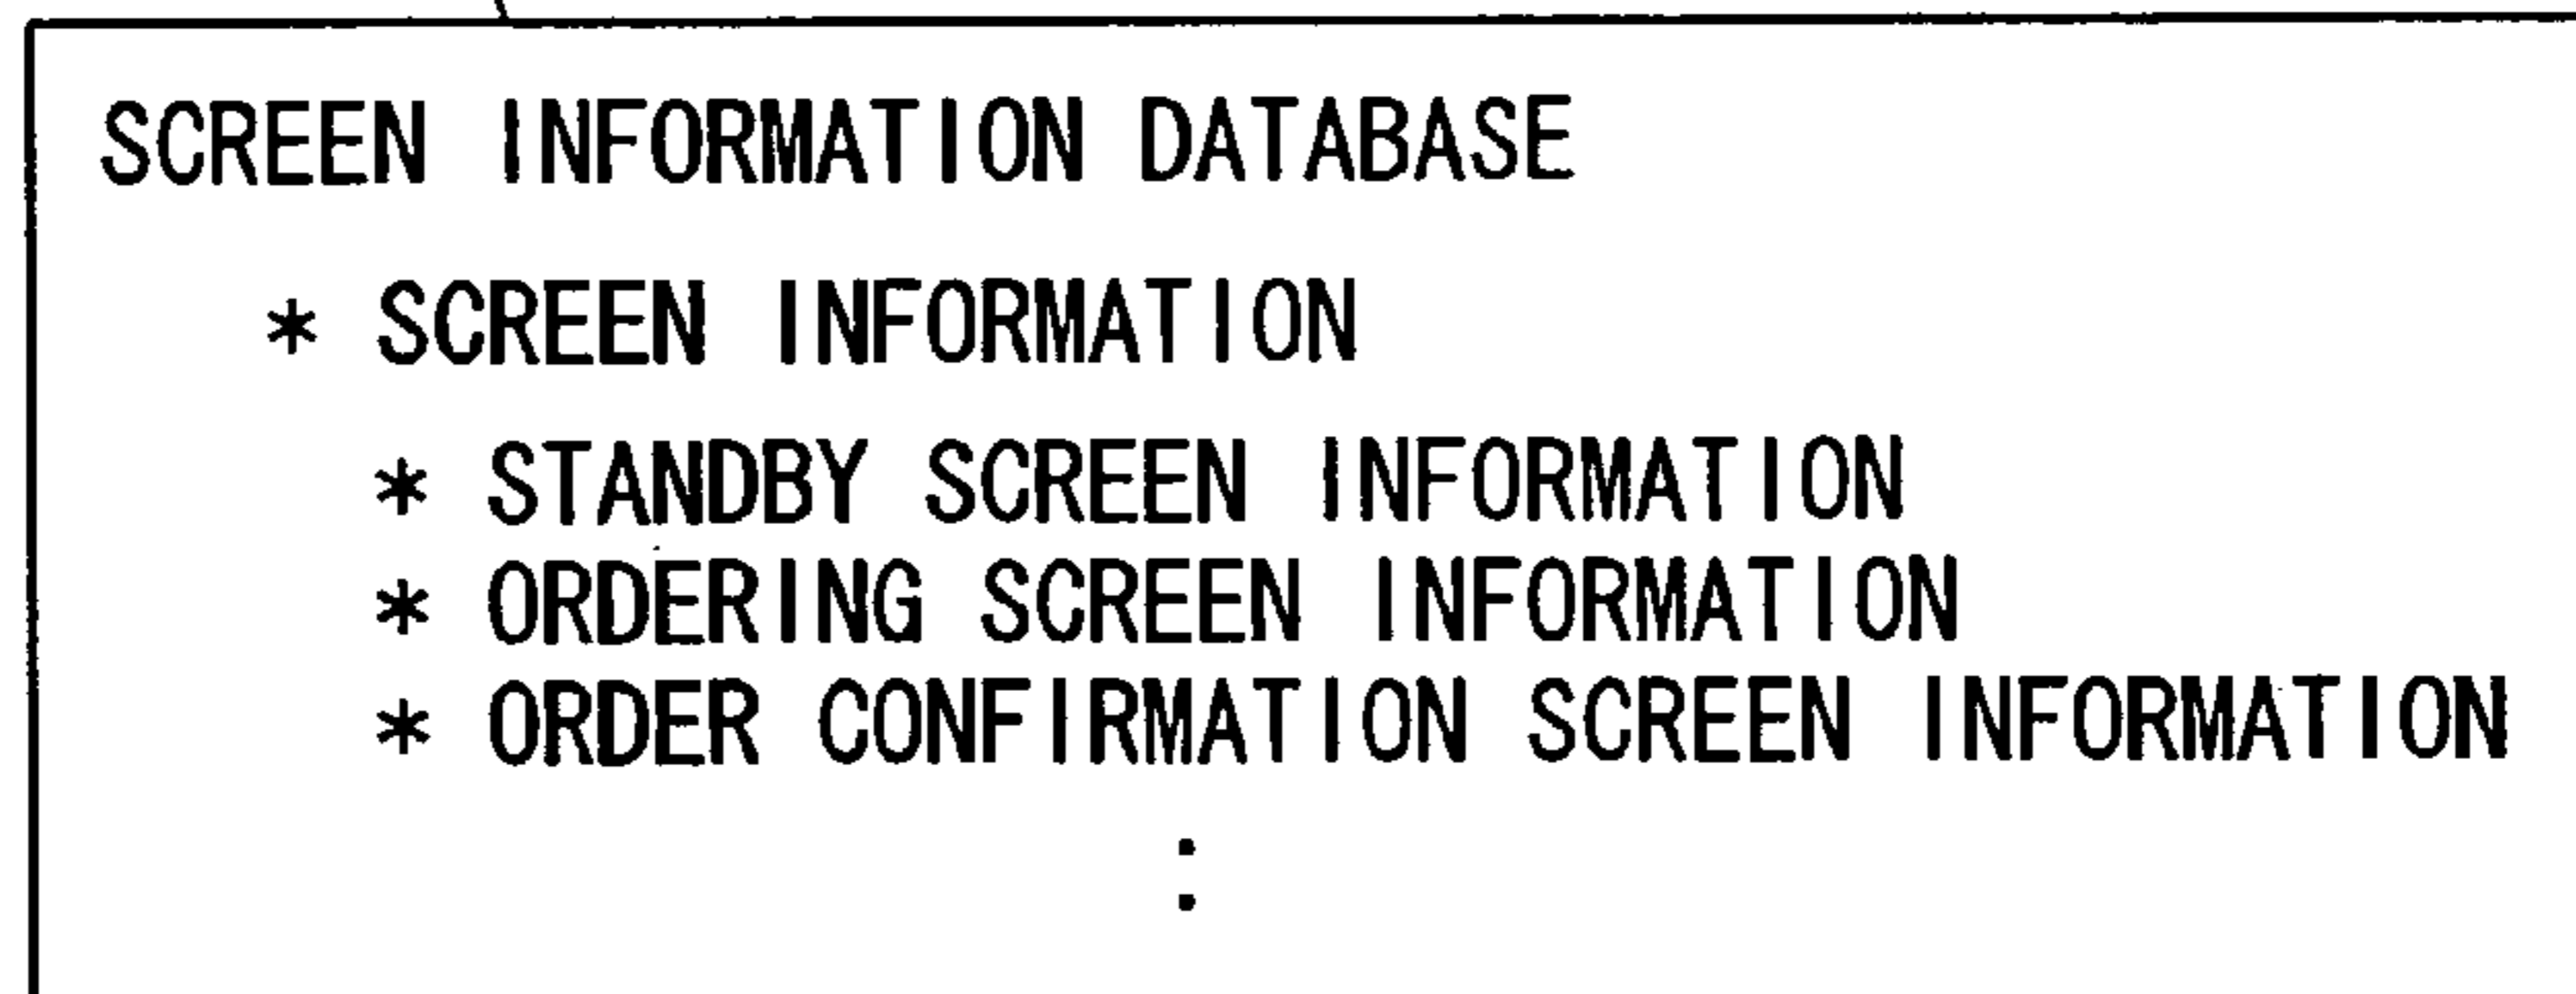 SCREEN INFORMATION DATABASE
* SCREEN INFORMATION
* STANDBY SCREEN INFORMATION
* ORDERING SCREEN INFORMATION
* ORDER CONFIRMATION SCREEN INFORMATION
: